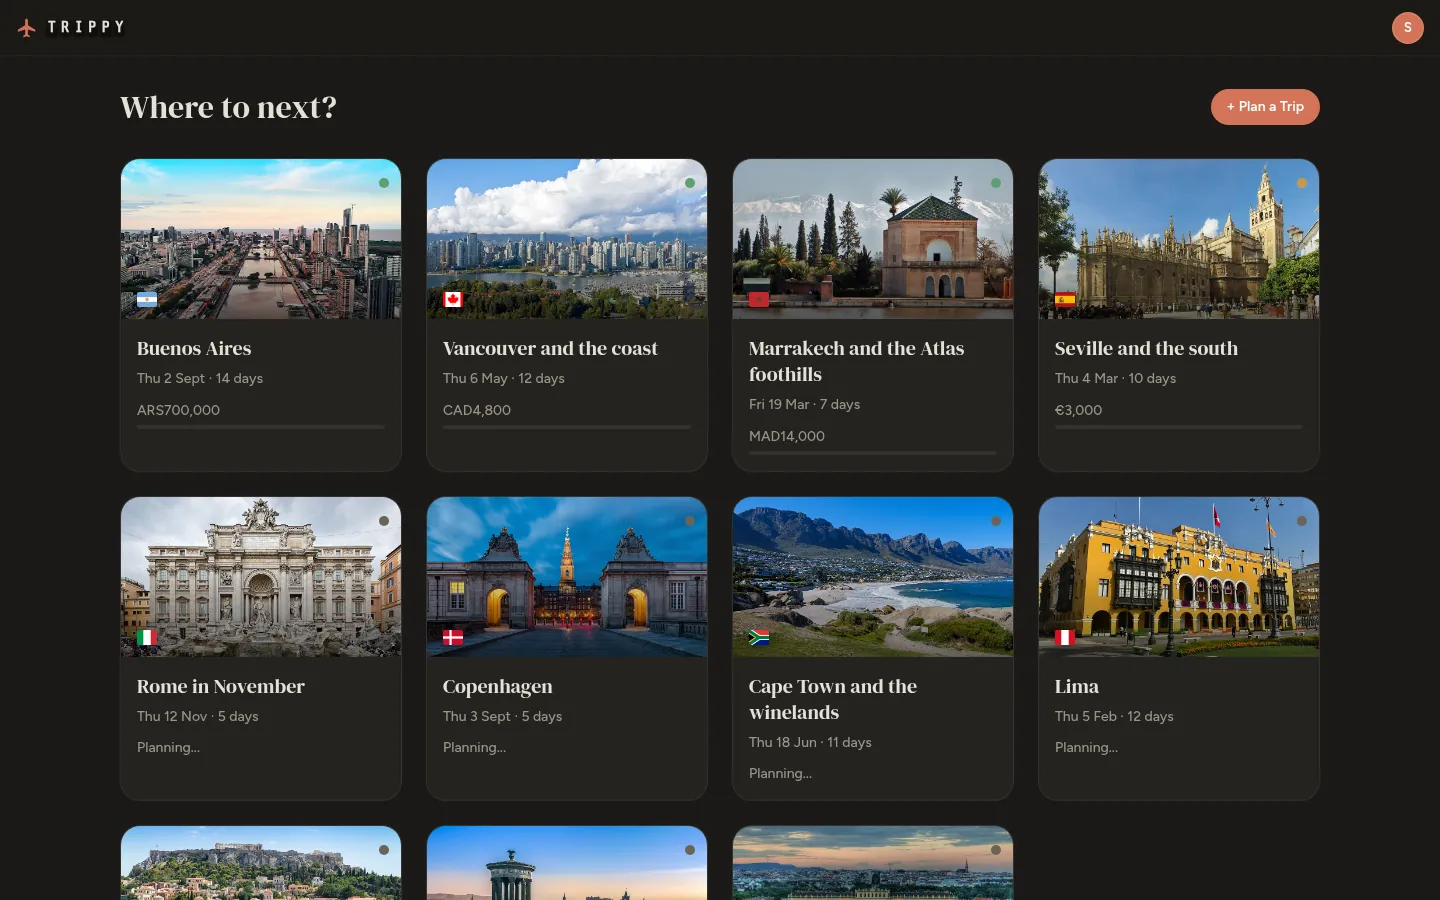 TRIPPY
S
Where to next?
+ Plan a Trip
Buenos Aires
Thu 2 Sept · 14 days
ARS700,000
Vancouver and the coast
Thu 6 May · 12 days
CAD4,800
Marrakech and the Atlas
foothills
Fri 19 Mar · 7 days
MAD14,000
Seville and the south
Thu 4 Mar · 10 days
€3,000
Rome in November
Thu 12 Nov · 5 days
Planning...
Copenhagen
Thu 3 Sept · 5 days
Planning...
Cape Town and the
winelands
Thu 18 Jun · 11 days
Planning...
Lima
Thu 5 Feb · 12 days
Planning...